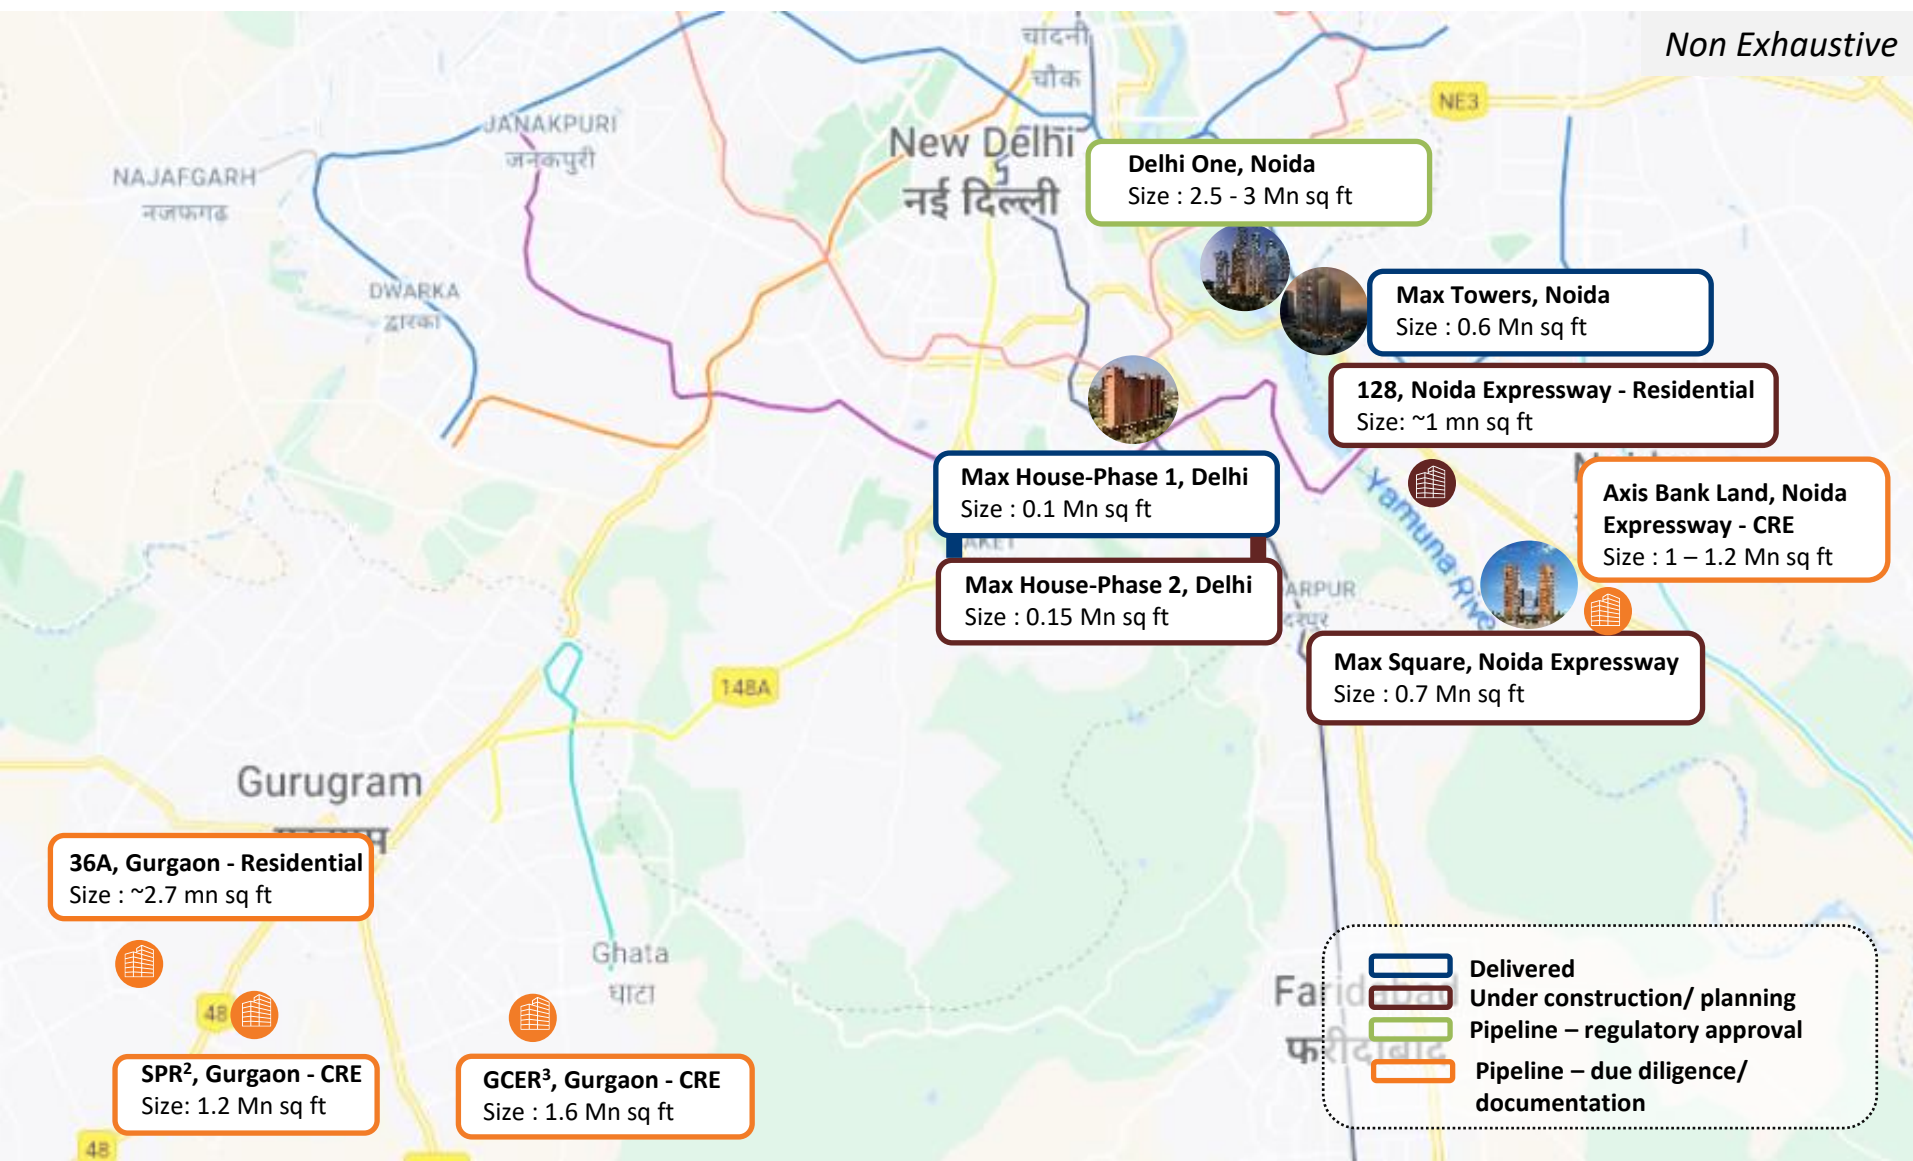 Non Exhaustive
चांदनी
चौक
NE3
JANAKPURI
जनकपुरी
New Delhi
नई दिल्ली
NAJAFGARH
नजफगढ़
Delhi One, Noida
Size : 2.5 - 3 Mn sq ft
DWARKA
द्वारका
Max Towers, Noida
Size : 0.6 Mn sq ft
128, Noida Expressway - Residential
Size: ~1 mn sq ft
Max House-Phase 1, Delhi
Size : 0.1 Mn sq ft
Yamuna Rive
Axis Bank Land, Noida
Expressway - CRE
Size : 1 – 1.2 Mn sq ft
AKET
Max House-Phase 2, Delhi
Size : 0.15 Mn sq ft
ARPUR
दरपुर
Max Square, Noida Expressway
Size : 0.7 Mn sq ft
148A
Gurugram
36A, Gurgaon - Residential
Size : ~2.7 mn sq ft
Ghata
घाटा
48
SPR², Gurgaon - CRE
Size: 1.2 Mn sq ft
GCER³, Gurgaon - CRE
Size : 1.6 Mn sq ft
48
Faridabad
फरीदाबाद
Delivered
Under construction/ planning
Pipeline – regulatory approval
Pipeline – due diligence/
documentation